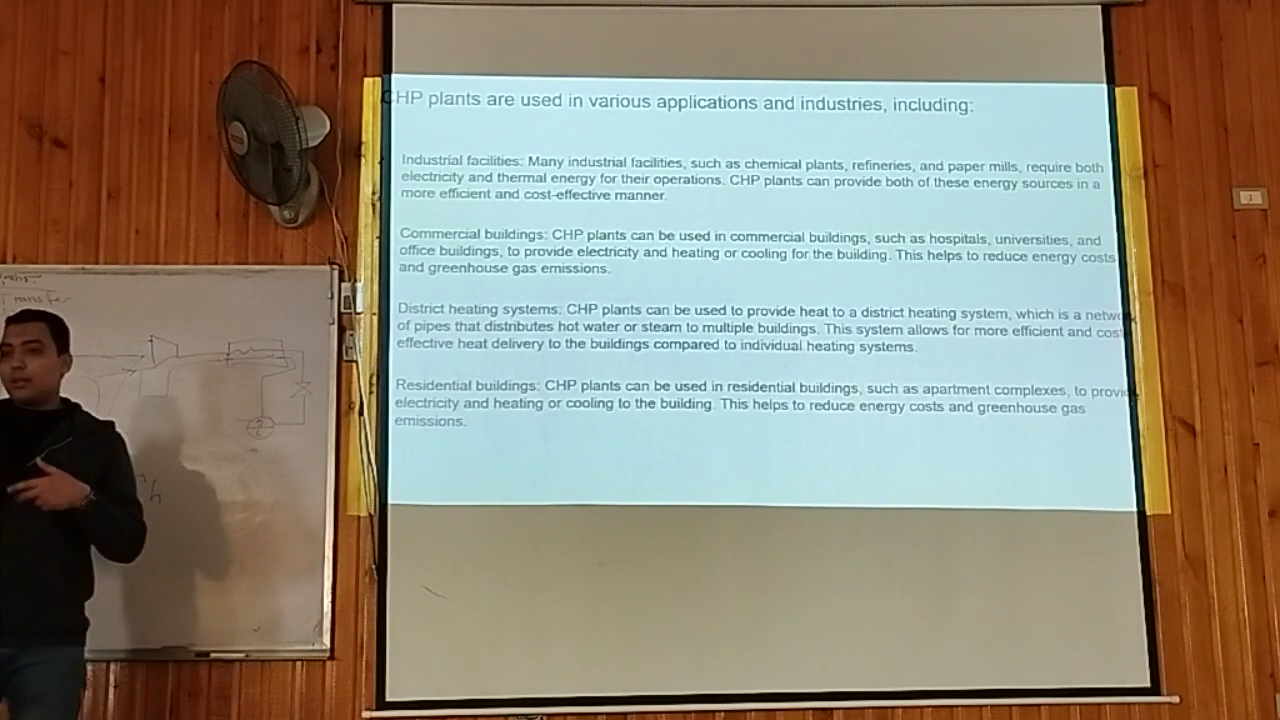 CHP plants are used in various applications and industries, including:
Industrial facilities: Many industrial facilities, such as chemical plants, refineries, and paper mills, require both
electricity and thermal energy for their operations. CHP plants can provide both of these energy sources in a
more efficient and cost-effective manner.
Commercial buildings: CHP plants can be used in commercial buildings, such as hospitals, universities, and
office buildings, to provide electricity and heating or cooling for the building. This helps to reduce energy costs
and greenhouse gas emissions.
District heating systems: CHP plants can be used to provide heat to a district heating system, which is a netwo
of pipes that distributes hot water or steam to multiple buildings. This system allows for more efficient and cost
effective heat delivery to the buildings compared to individual heating systems.
Residential buildings: CHP plants can be used in residential buildings, such as apartment complexes, to provid
electricity and heating or cooling to the building. This helps to reduce energy costs and greenhouse gas
emissions.
Transfer
1